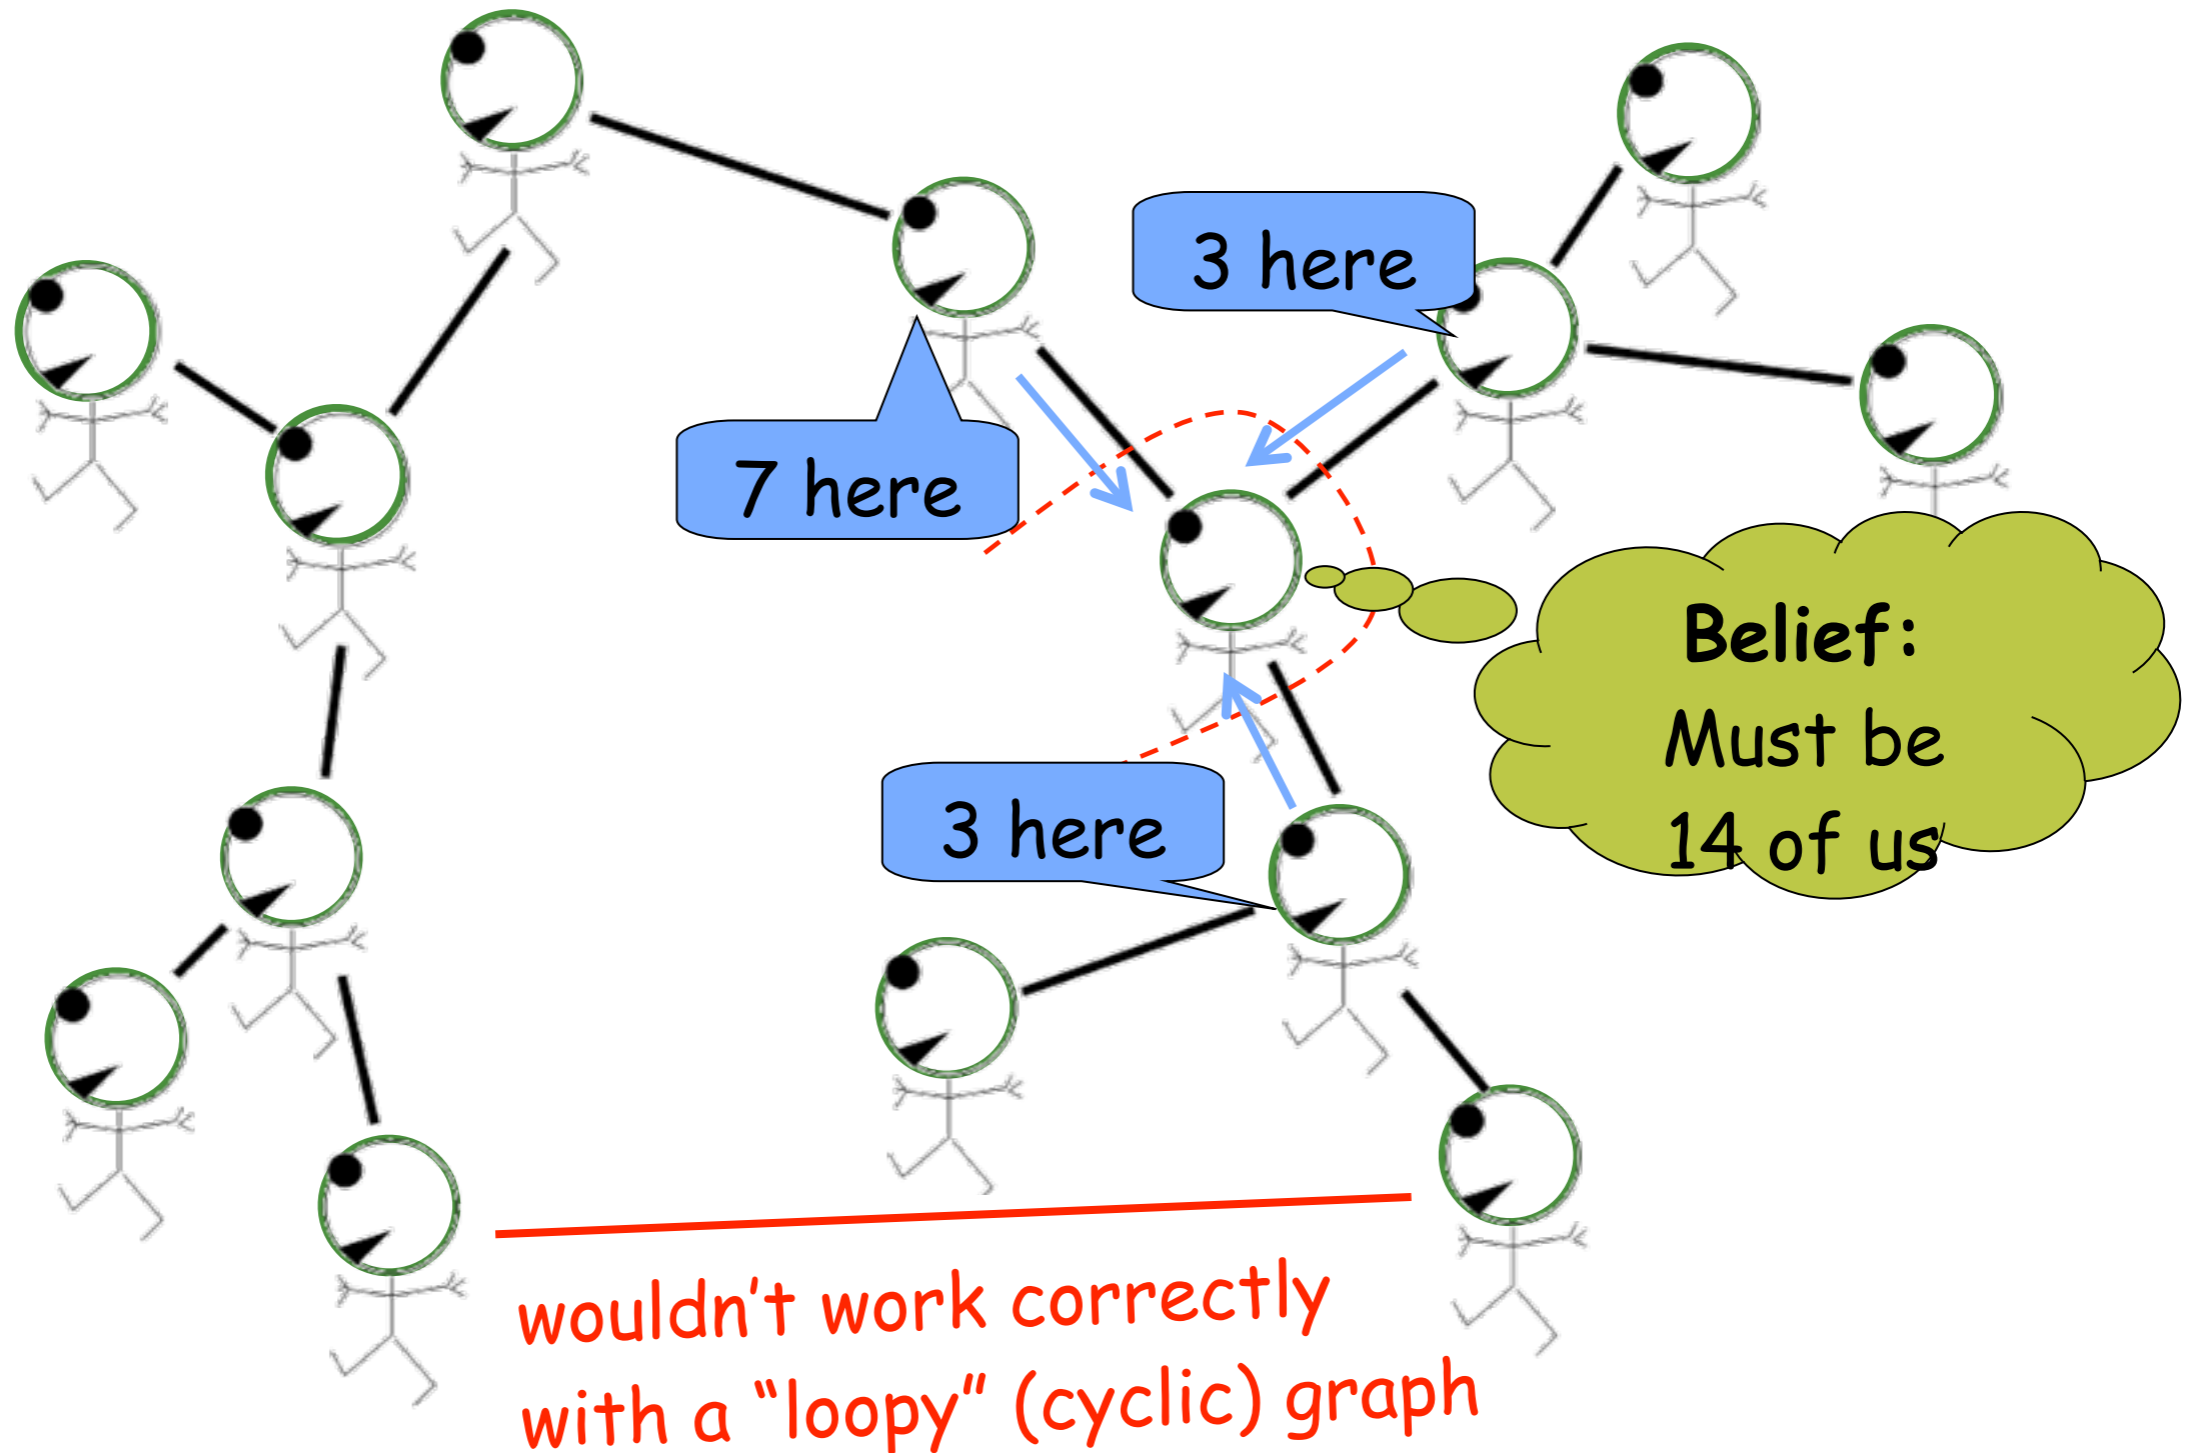 3 here
7 here
Belief:
Must be
14 of us
3 here
wouldn't work correctly
with a “loopy” (cyclic) graph